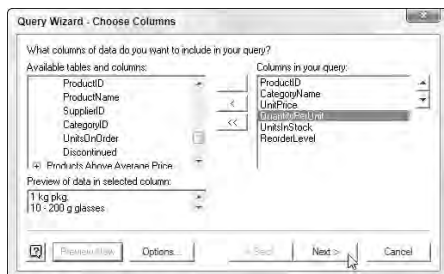 Query Wizard - Choose Columns
What columns of data do you want to include in your query?
Available tables and columns:
Columns in your query:
ProductID
ProductName
SupplierID
CategoryID
UnitsOnOrder
Discontinued
Products Above Average Price
<
<<
ProductID
CategoryName
UnitPrice
QuantityPerUnit
UnitsInStock
ReorderLevel
Preview of data in selected column:
1 kg pkg.
10 - 200 g glasses
Preview Now
Options...
< Back
Next >
Cancel